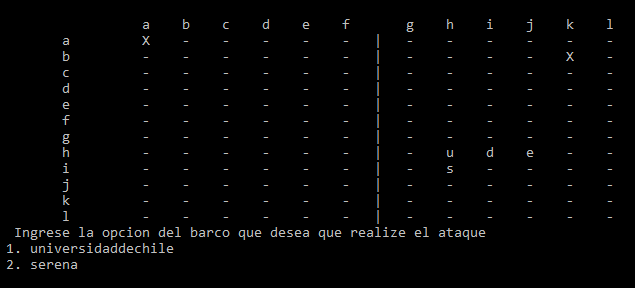 a b c d e f g h i j k l
a X - - - - - | - - - - - -
b - - - - - - | - - - - X -
c - - - - - - | - - - - - -
d - - - - - - | - - - - - -
e - - - - - - | - - - - - -
f - - - - - - | - - - - - -
g - - - - - - | - - - - - -
h - - - - - - | - u d e - -
i - - - - - - | - s - - - -
j - - - - - - | - - - - - -
k - - - - - - | - - - - - -
l - - - - - - | - - - - - -
Ingrese la opcion del barco que desea que realize el ataque
1. universidaddechile
2. serena